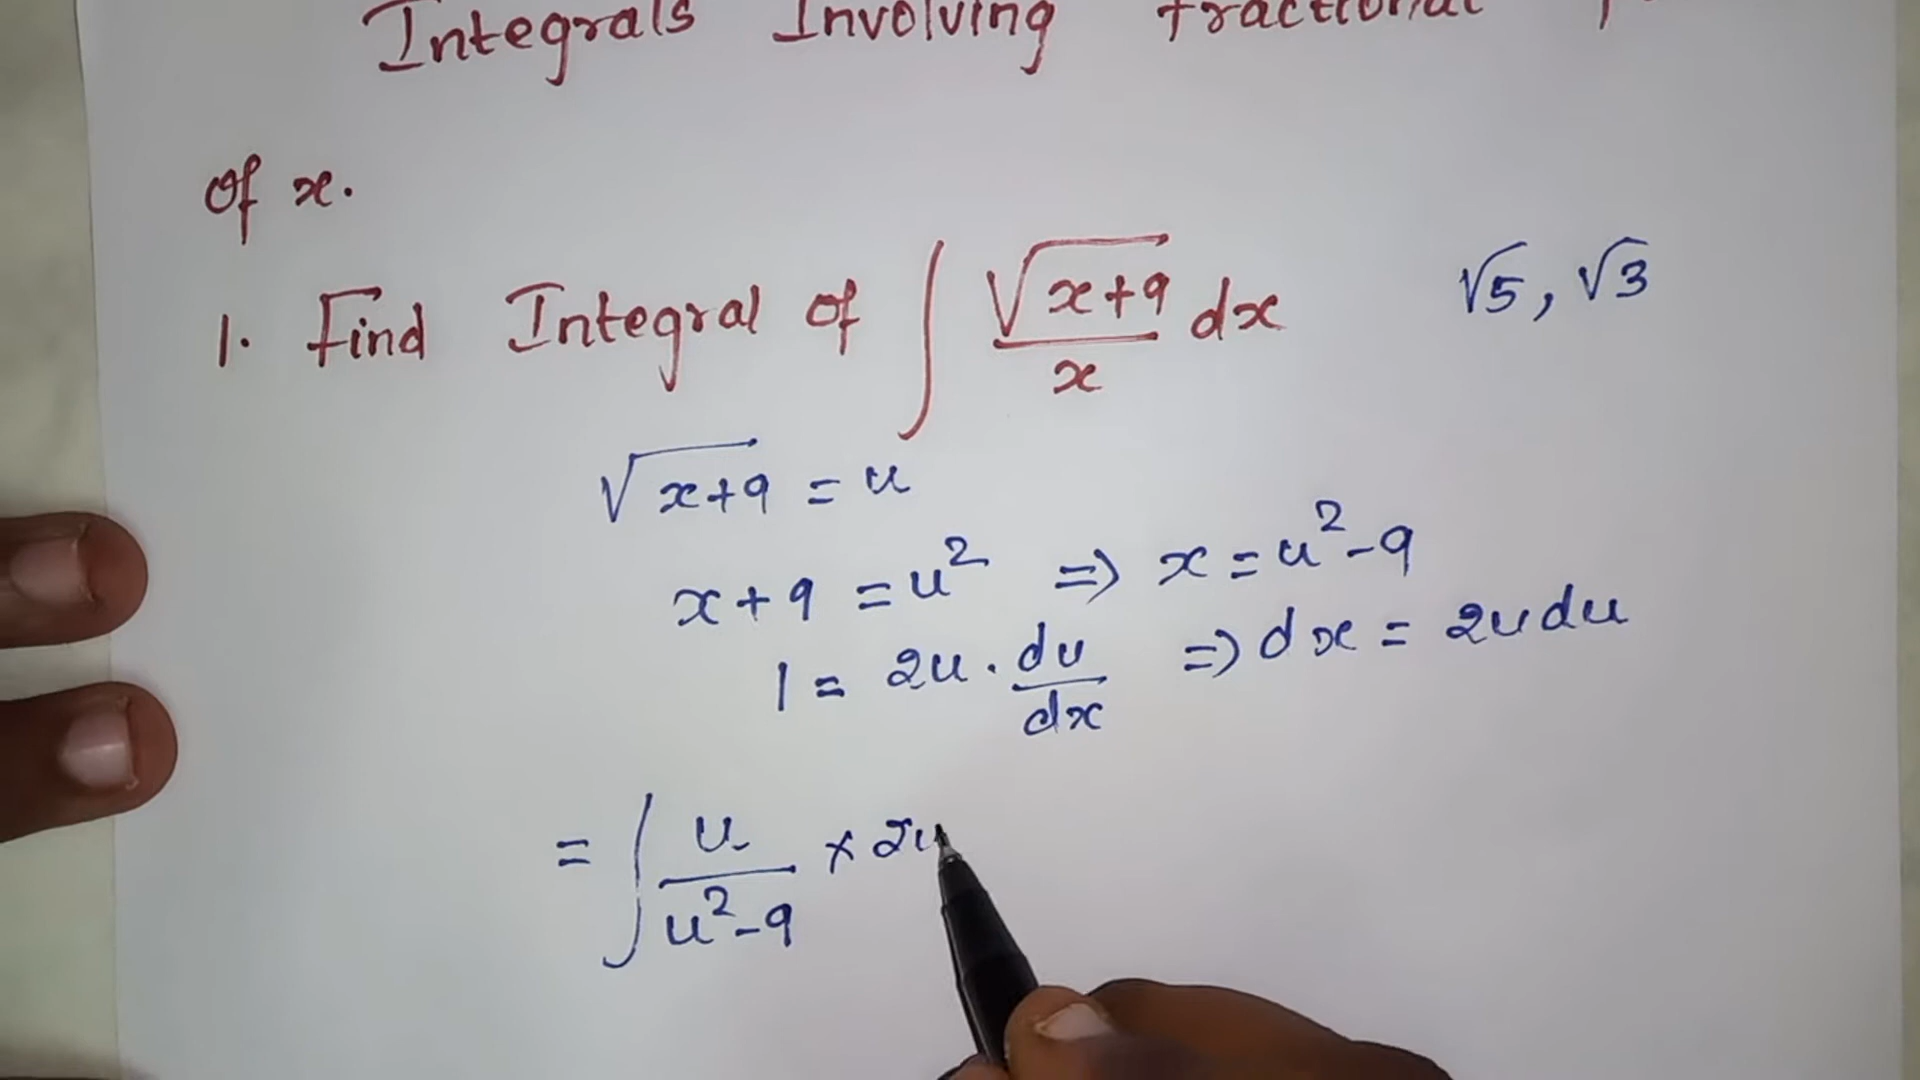 Integrals Involving fractional
of x.
1. Find Integral of ∫ √(x+9)/x dx
√5, √3
√(x+9) = u
x+9 = u² ⇒ x = u²-9
1 = 2u . du/dx ⇒ dx = 2u du
= ∫ u/(u²-9) × 2u